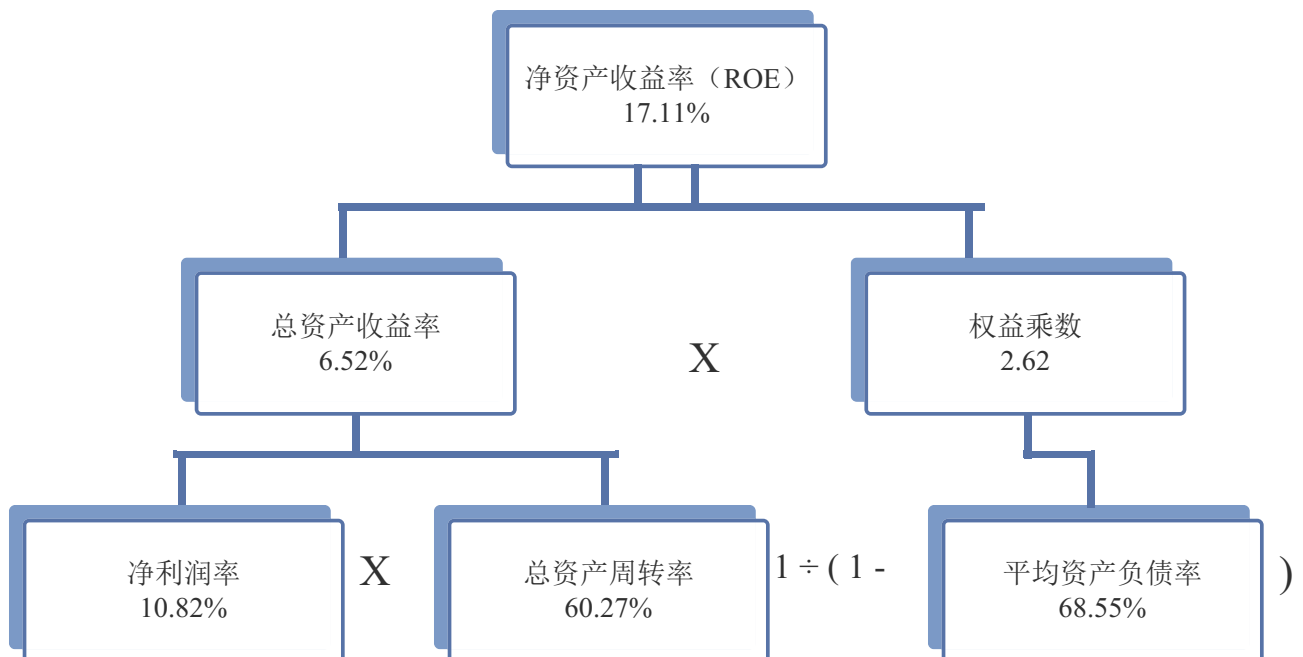 净资产收益率（ROE）
17.11%
总资产收益率
6.52%
X
权益乘数
2.62
净利润率
10.82%
X
总资产周转率
60.27%
1 ÷ ( 1 -
平均资产负债率
68.55%
)